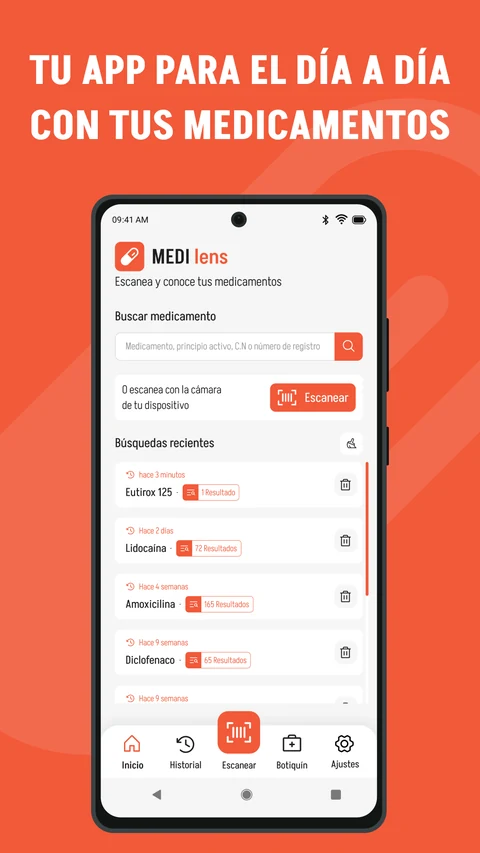 TU APP PARA EL DÍA A DÍA
CON TUS MEDICAMENTOS
09:41 AM
MEDI lens
Escanea y conoce tus medicamentos
Buscar medicamento
Medicamento, principio activo, C.N o número de registro
O escanea con la cámara
de tu dispositivo
Escanear
Búsquedas recientes
hace 3 minutos
Eutirox 125 · 1 Resultado
Hace 2 días
Lidocaína · 72 Resultados
Hace 4 semanas
Amoxicilina · 165 Resultados
Hace 9 semanas
Diclofenaco · 65 Resultados
Hace 9 semanas
Inicio Historial Escanear Botiquín Ajustes